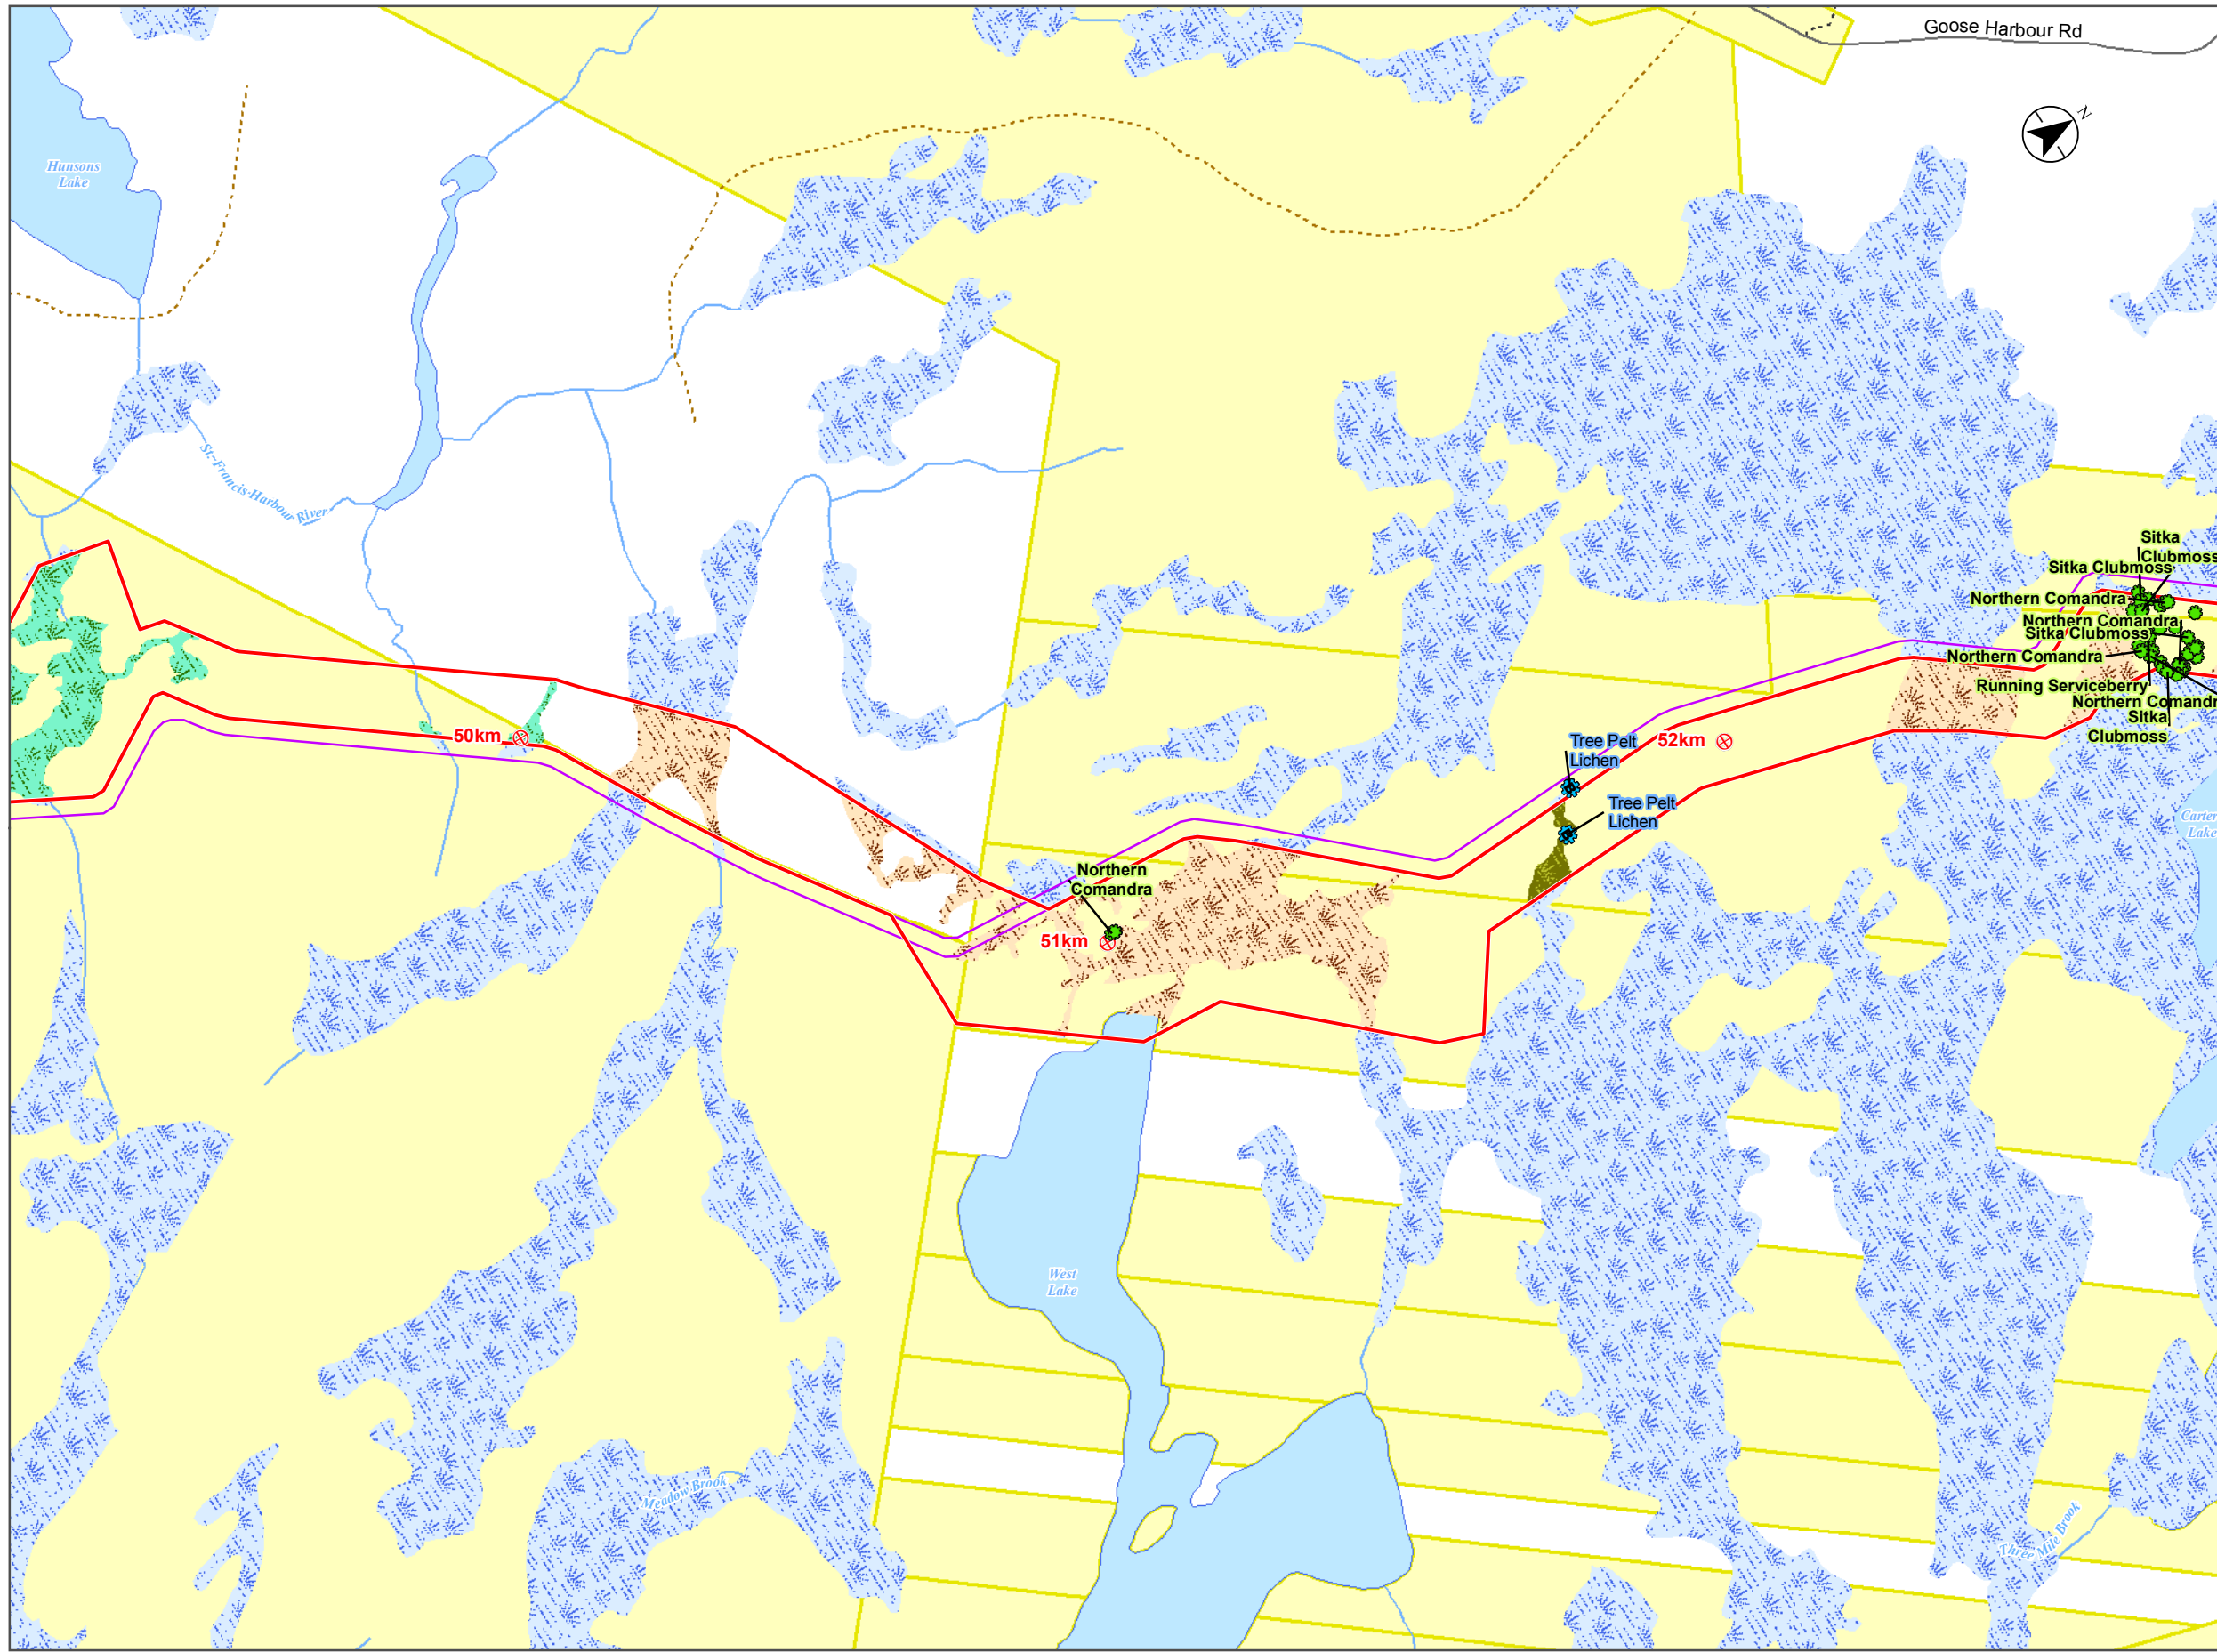 Goose Harbour Rd
N
Hunsons
Lake
St-Francis-Harbour River
Sitka
Clubmoss
Sitka Clubmoss
Northern Comandra
Northern Comandra
Sitka Clubmoss
Northern Comandra
Running Serviceberry
Northern Comandr
Sitka
Clubmoss
50km
Tree Pelt
Lichen
52km
Tree Pelt
Lichen
Carter
Lake
Northern
Comandra
51km
West
Lake
Meadow Brook
Three Mile Brook